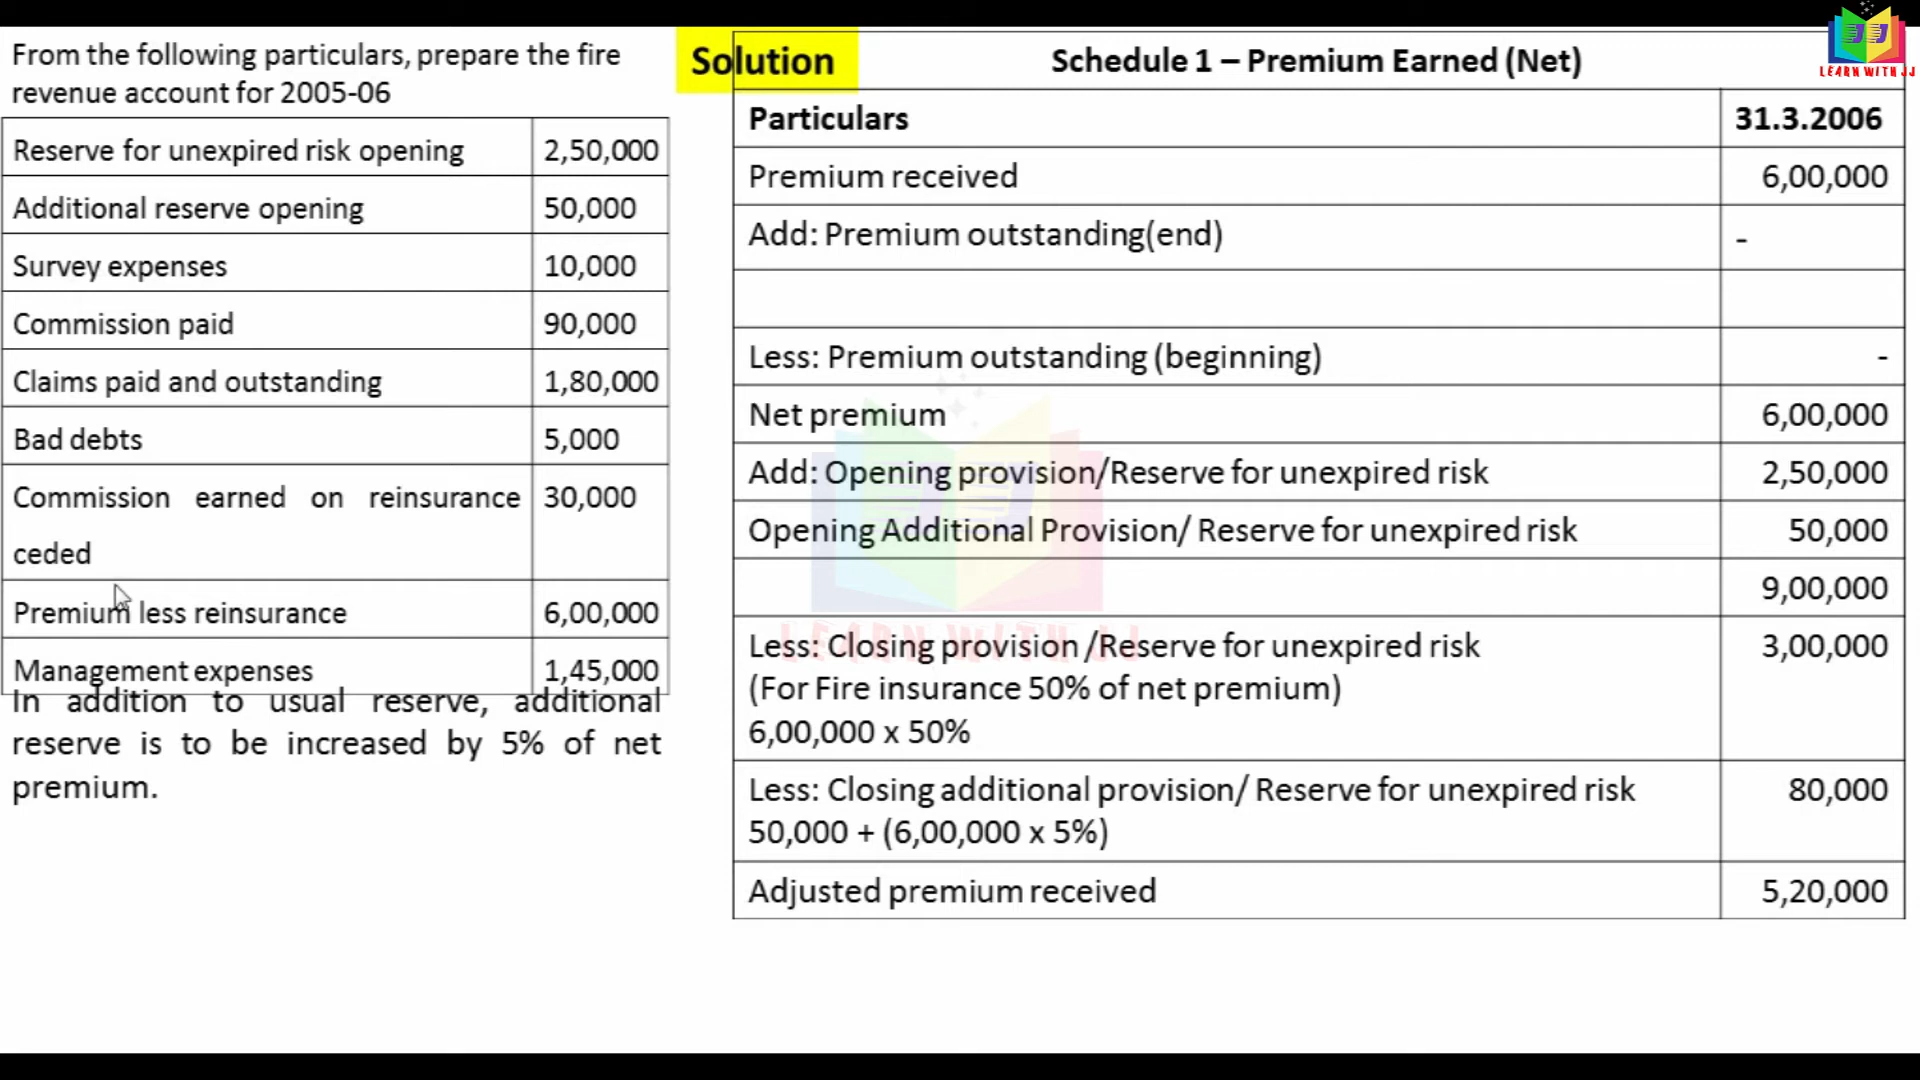 From the following particulars, prepare the fire
revenue account for 2005-06
Reserve for unexpired risk opening 2,50,000
Additional reserve opening 50,000
Survey expenses 10,000
Commission paid 90,000
Claims paid and outstanding 1,80,000
Bad debts 5,000
Commission earned on reinsurance 30,000
ceded
Premium less reinsurance 6,00,000
Management expenses 1,45,000
In addition to usual reserve, additional
reserve is to be increased by 5% of net
premium.
Solution
Schedule 1 – Premium Earned (Net)
Particulars 31.3.2006
Premium received 6,00,000
Add: Premium outstanding(end) -
Less: Premium outstanding (beginning) -
Net premium 6,00,000
Add: Opening provision/Reserve for unexpired risk 2,50,000
Opening Additional Provision/ Reserve for unexpired risk 50,000
9,00,000
Less: Closing provision /Reserve for unexpired risk 3,00,000
(For Fire insurance 50% of net premium)
6,00,000 x 50%
Less: Closing additional provision/ Reserve for unexpired risk 80,000
50,000 + (6,00,000 x 5%)
Adjusted premium received 5,20,000
LEARN WITH JJ
LEARN WITH JJ